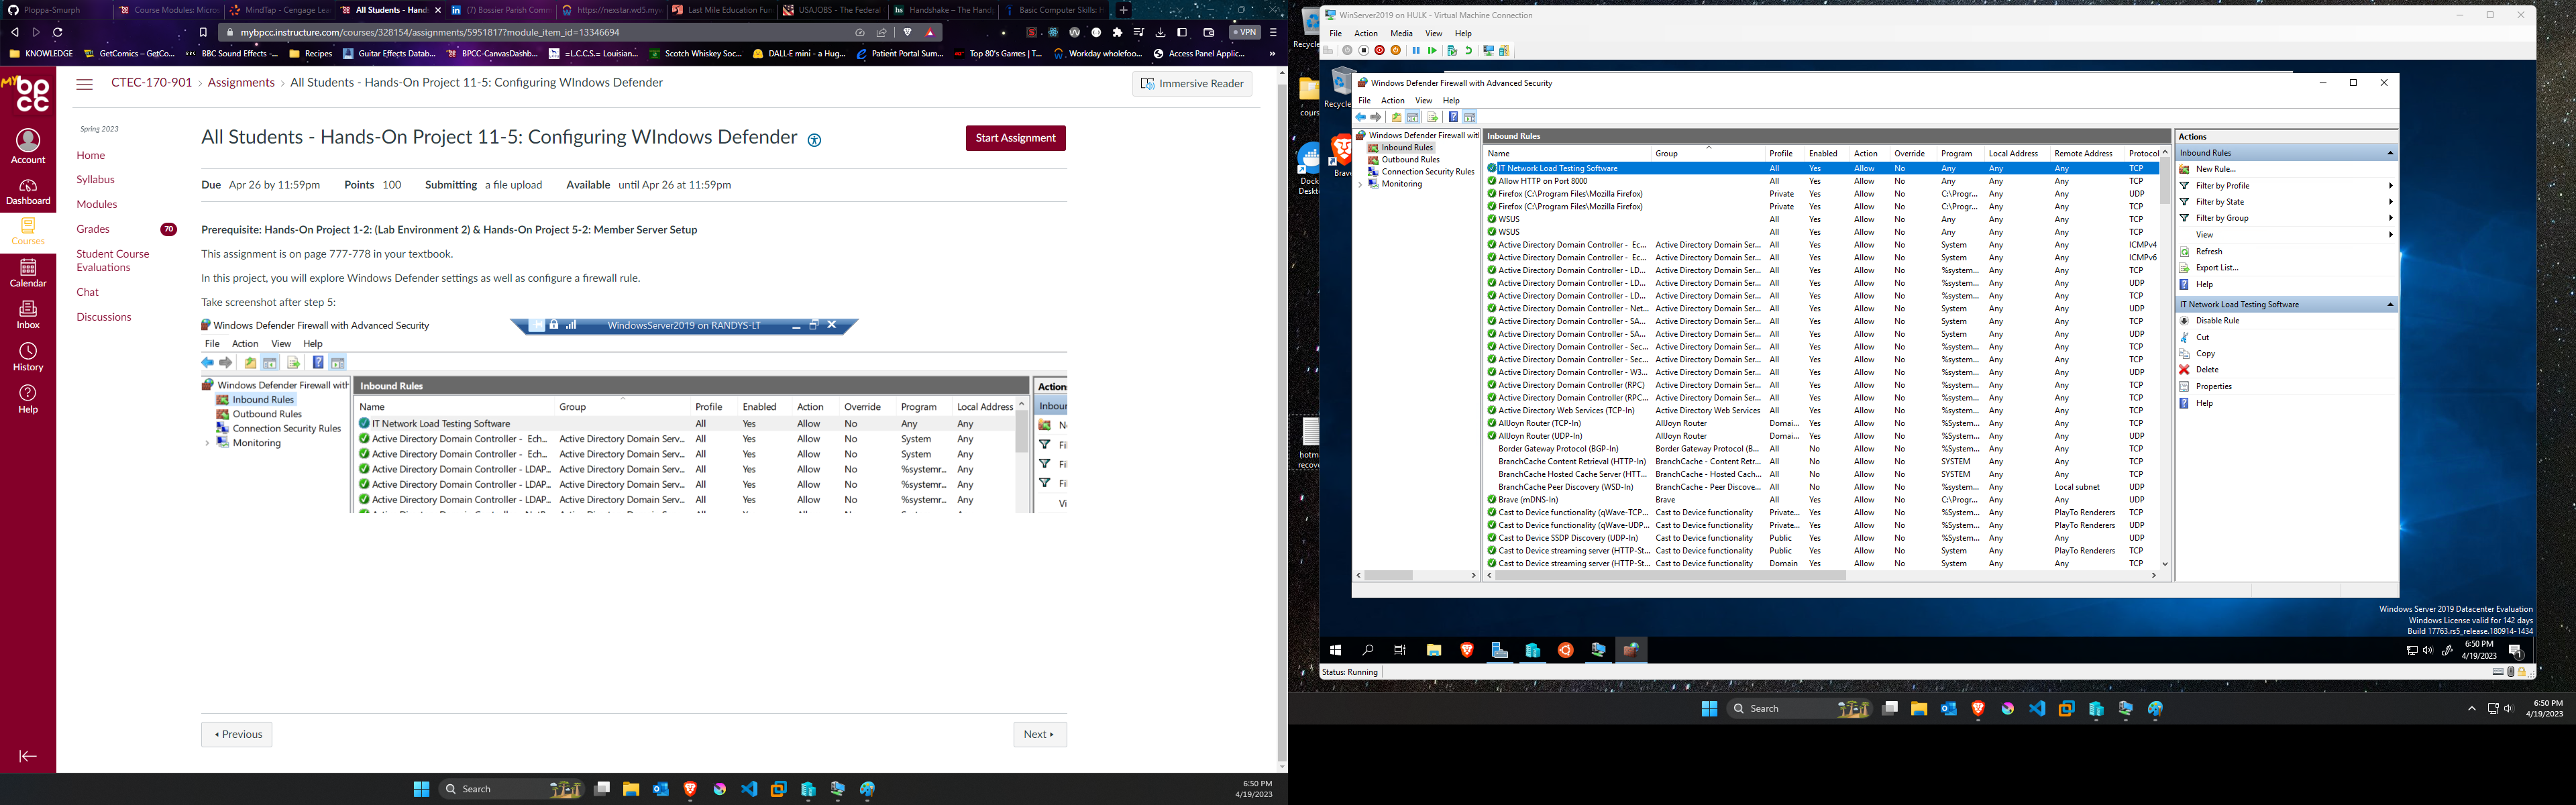 Ploppa-Smurph
Course Modules: Micros
MindTap - Cengage Lear
All Students - Hands-
(7) Bossier Parish Comm
https://nexstar.wd5.myw
Last Mile Education Fund
USAJOBS - The Federal
Handshake – The Hands
Basic Computer Skills: H
mybpcc.instructure.com/courses/328154/assignments/5951817?module_item_id=13346694
VPN
KNOWLEDGE
GetComics – GetCo...
BBC Sound Effects -...
Recipes
Guitar Effects Datab...
BPCC-CanvasDashb...
=L.C.C.S.= Louisian...
Scotch Whiskey Soc...
DALL·E mini - a Hug...
Patient Portal Sum...
Top 80's Games | T...
Workday wholefoo...
Access Panel Applic...
my bpcc
Account
Dashboard
Courses
Calendar
Inbox
History
Help
CTEC-170-901 › Assignments › All Students - Hands-On Project 11-5: Configuring WIndows Defender
Immersive Reader
Spring 2023
Home
Syllabus
Modules
Grades 70
Student Course
Evaluations
Chat
Discussions
All Students - Hands-On Project 11-5: Configuring WIndows Defender
Start Assignment
Due Apr 26 by 11:59pm Points 100 Submitting a file upload Available until Apr 26 at 11:59pm
Prerequisite: Hands-On Project 1-2: (Lab Environment 2) & Hands-On Project 5-2: Member Server Setup
This assignment is on page 777-778 in your textbook.
In this project, you will explore Windows Defender settings as well as configure a firewall rule.
Take screenshot after step 5:
Windows Defender Firewall with Advanced Security
WindowsServer2019 on RANDYS-LT
File Action View Help
Windows Defender Firewall with
Inbound Rules
Outbound Rules
Connection Security Rules
Monitoring
Inbound Rules
Name Group Profile Enabled Action Override Program Local Address
IT Network Load Testing Software All Yes Allow No Any Any
Active Directory Domain Controller - Ech... Active Directory Domain Serv... All Yes Allow No System Any
Active Directory Domain Controller - Ech... Active Directory Domain Serv... All Yes Allow No System Any
Active Directory Domain Controller - LDAP... Active Directory Domain Serv... All Yes Allow No %systemr... Any
Active Directory Domain Controller - LDAP... Active Directory Domain Serv... All Yes Allow No %systemr... Any
Active Directory Domain Controller - LDAP... Active Directory Domain Serv... All Yes Allow No %systemr... Any
Actions
Inbour
Ne
Fil
Fil
Fil
Vi
Previous
Next
Search
6:50 PM
4/19/2023
WinServer2019 on HULK - Virtual Machine Connection
File Action Media View Help
Windows Defender Firewall with Advanced Security
File Action View Help
Windows Defender Firewall with
Inbound Rules
Outbound Rules
Connection Security Rules
Monitoring
Inbound Rules
Name Group Profile Enabled Action Override Program Local Address Remote Address Protocol
IT Network Load Testing Software All Yes Allow No Any Any Any TCP
Allow HTTP on Port 8000 All Yes Allow No Any Any Any TCP
Firefox (C:\Program Files\Mozilla Firefox) Private Yes Allow No C:\Progr... Any Any UDP
Firefox (C:\Program Files\Mozilla Firefox) Private Yes Allow No C:\Progr... Any Any TCP
WSUS All Yes Allow No Any Any Any TCP
WSUS All Yes Allow No Any Any Any TCP
Active Directory Domain Controller - Ec... Active Directory Domain Ser... All Yes Allow No System Any Any ICMPv4
Active Directory Domain Controller - Ec... Active Directory Domain Ser... All Yes Allow No System Any Any ICMPv6
Active Directory Domain Controller - LD... Active Directory Domain Ser... All Yes Allow No %system... Any Any TCP
Active Directory Domain Controller - LD... Active Directory Domain Ser... All Yes Allow No %system... Any Any UDP
Active Directory Domain Controller - LD... Active Directory Domain Ser... All Yes Allow No %system... Any Any TCP
Active Directory Domain Controller - Net... Active Directory Domain Ser... All Yes Allow No System Any Any UDP
Active Directory Domain Controller - SA... Active Directory Domain Ser... All Yes Allow No System Any Any TCP
Active Directory Domain Controller - SA... Active Directory Domain Ser... All Yes Allow No System Any Any UDP
Active Directory Domain Controller - Sec... Active Directory Domain Ser... All Yes Allow No %system... Any Any TCP
Active Directory Domain Controller - Sec... Active Directory Domain Ser... All Yes Allow No %system... Any Any UDP
Active Directory Domain Controller - W3... Active Directory Domain Ser... All Yes Allow No %system... Any Any UDP
Active Directory Domain Controller (RPC) Active Directory Domain Ser... All Yes Allow No %system... Any Any TCP
Active Directory Domain Controller (RPC... Active Directory Domain Ser... All Yes Allow No %system... Any Any TCP
Active Directory Web Services (TCP-In) Active Directory Web Services All Yes Allow No %system... Any Any TCP
AllJoyn Router (TCP-In) AllJoyn Router Domai... Yes Allow No %System... Any Any TCP
AllJoyn Router (UDP-In) AllJoyn Router Domai... Yes Allow No %System... Any Any UDP
Border Gateway Protocol (BGP-In) Border Gateway Protocol (B... All No Allow No %System... Any Any TCP
BranchCache Content Retrieval (HTTP-In) BranchCache - Content Retr... All No Allow No SYSTEM Any Any TCP
BranchCache Hosted Cache Server (HTT... BranchCache - Hosted Cach... All No Allow No SYSTEM Any Any TCP
BranchCache Peer Discovery (WSD-In) BranchCache - Peer Discove... All No Allow No %system... Any Local subnet UDP
Brave (mDNS-In) Brave All Yes Allow No C:\Progr... Any Any UDP
Cast to Device functionality (qWave-TCP... Cast to Device functionality Private... Yes Allow No %System... Any PlayTo Renderers TCP
Cast to Device functionality (qWave-UDP... Cast to Device functionality Private... Yes Allow No %System... Any PlayTo Renderers UDP
Cast to Device SSDP Discovery (UDP-In) Cast to Device functionality Public Yes Allow No %System... Any Any UDP
Cast to Device streaming server (HTTP-St... Cast to Device functionality Public Yes Allow No System Any PlayTo Renderers TCP
Cast to Device streaming server (HTTP-St... Cast to Device functionality Domain Yes Allow No System Any Any TCP
Actions
Inbound Rules
New Rule...
Filter by Profile
Filter by State
Filter by Group
View
Refresh
Export List...
Help
IT Network Load Testing Software
Disable Rule
Cut
Copy
Delete
Properties
Help
Windows Server 2019 Datacenter Evaluation
Windows License valid for 142 days
Build 17763.rs5_release.180914-1434
6:50 PM
4/19/2023
Status: Running
Search
6:50 PM
4/19/2023